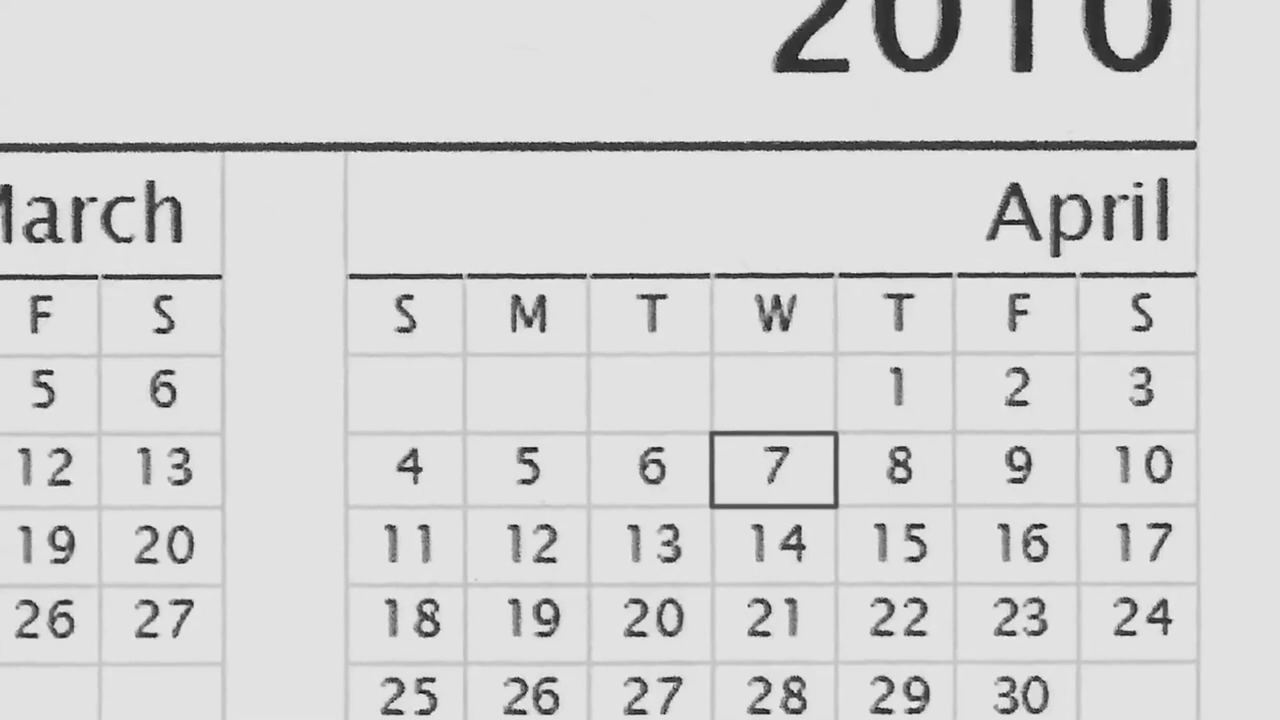 2010
March April
F S S M T W T F S
5 6 1 2 3
12 13 4 5 6 7 8 9 10
19 20 11 12 13 14 15 16 17
26 27 18 19 20 21 22 23 24
25 26 27 28 29 30